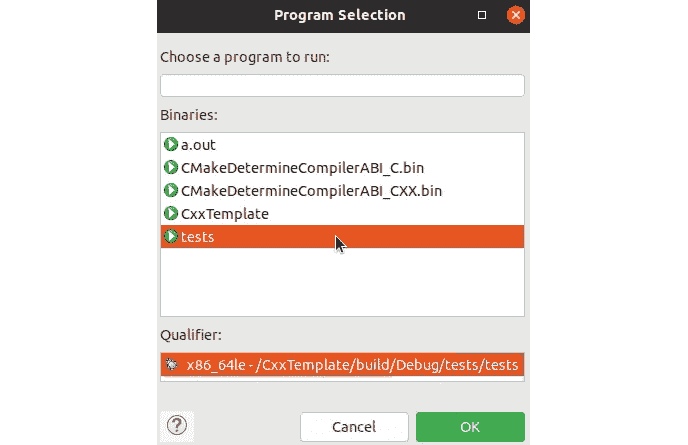 Program Selection
Choose a program to run:
Binaries:
a.out
CMakeDetermineCompilerABI_C.bin
CMakeDetermineCompilerABI_CXX.bin
CxxTemplate
tests
Qualifier:
x86_64le - /CxxTemplate/build/Debug/tests/tests
?
Cancel
OK